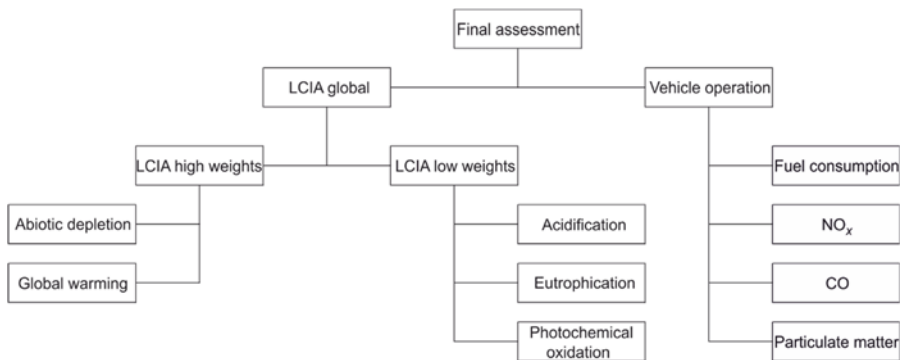 Final assessment
LCIA global
Vehicle operation
LCIA high weights
LCIA low weights
Fuel consumption
Abiotic depletion
Acidification
NOx
Global warming
Eutrophication
CO
Photochemical
oxidation
Particulate matter